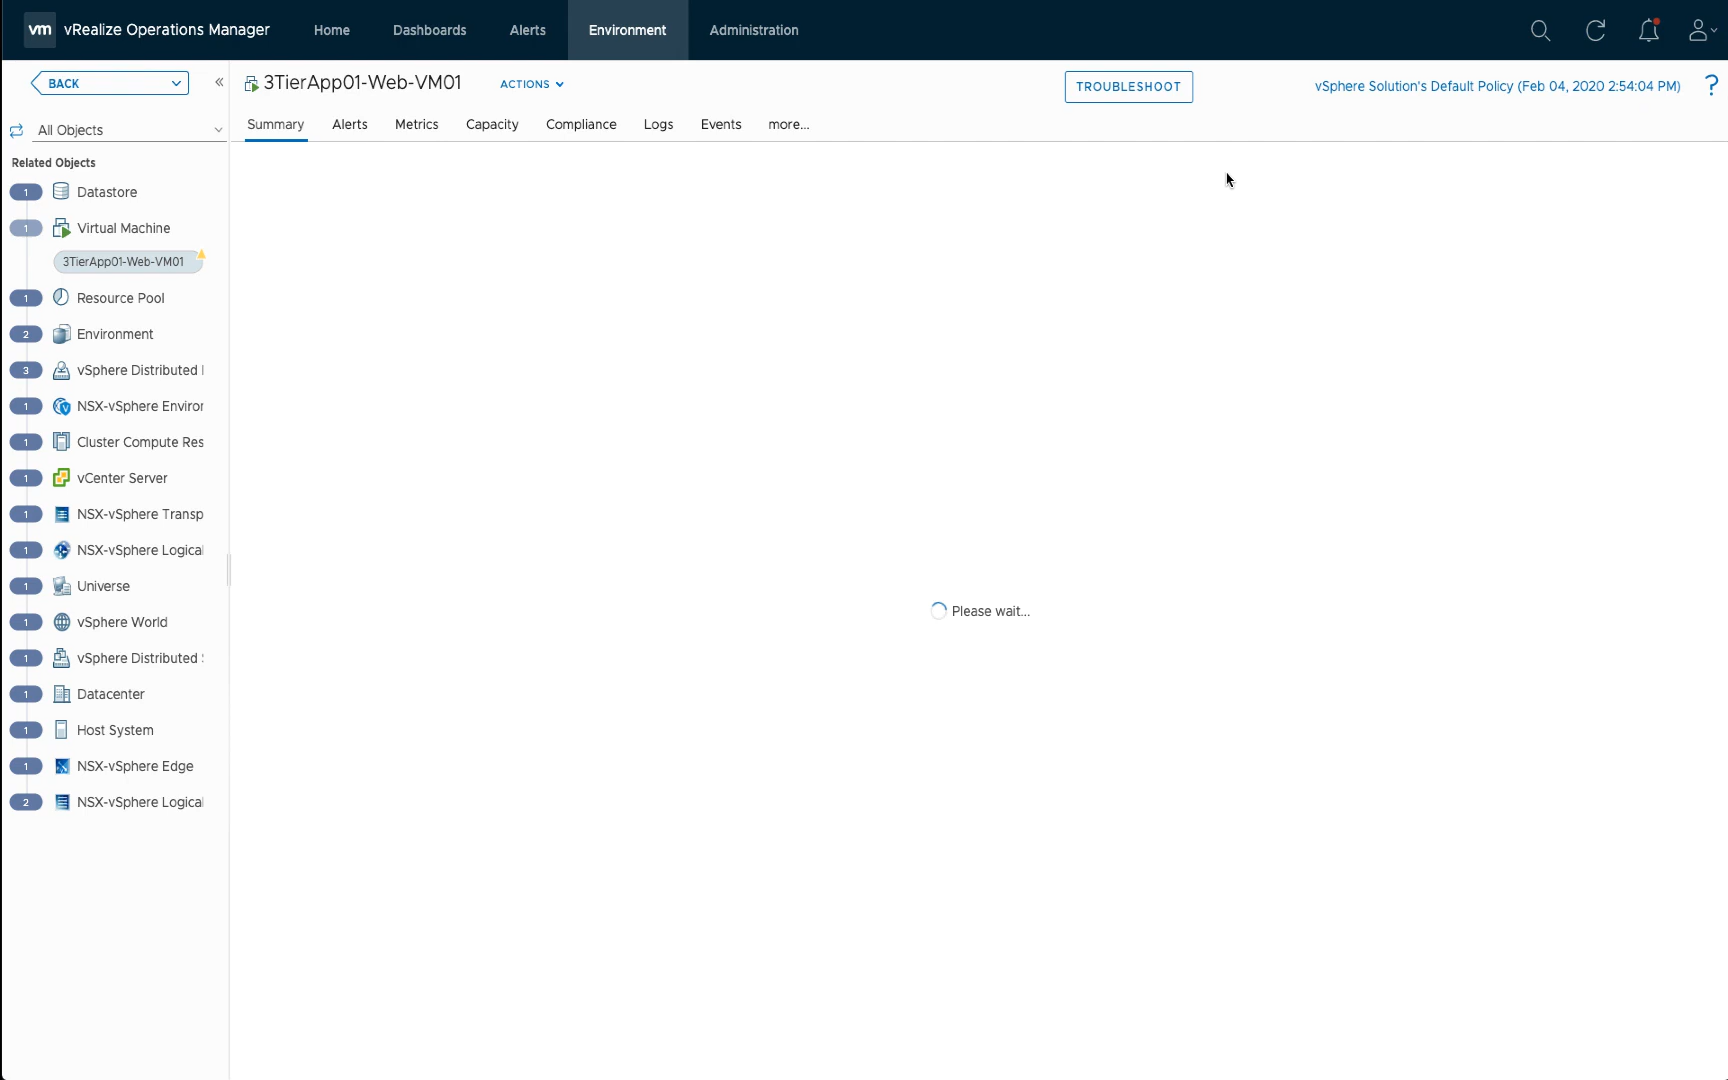 vm vRealize Operations Manager Home Dashboards Alerts Environment Administration
BACK
3TierApp01-Web-VM01 ACTIONS TROUBLESHOOT vSphere Solution's Default Policy (Feb 04, 2020 2:54:04 PM) ?
All Objects
Summary Alerts Metrics Capacity Compliance Logs Events more...
Related Objects
1 Datastore
1 Virtual Machine
3TierApp01-Web-VM01
1 Resource Pool
2 Environment
3 vSphere Distributed
1 NSX-vSphere Enviror
1 Cluster Compute Res
1 vCenter Server
1 NSX-vSphere Transp
1 NSX-vSphere Logical
1 Universe
Please wait...
1 vSphere World
1 vSphere Distributed
1 Datacenter
1 Host System
1 NSX-vSphere Edge
2 NSX-vSphere Logical